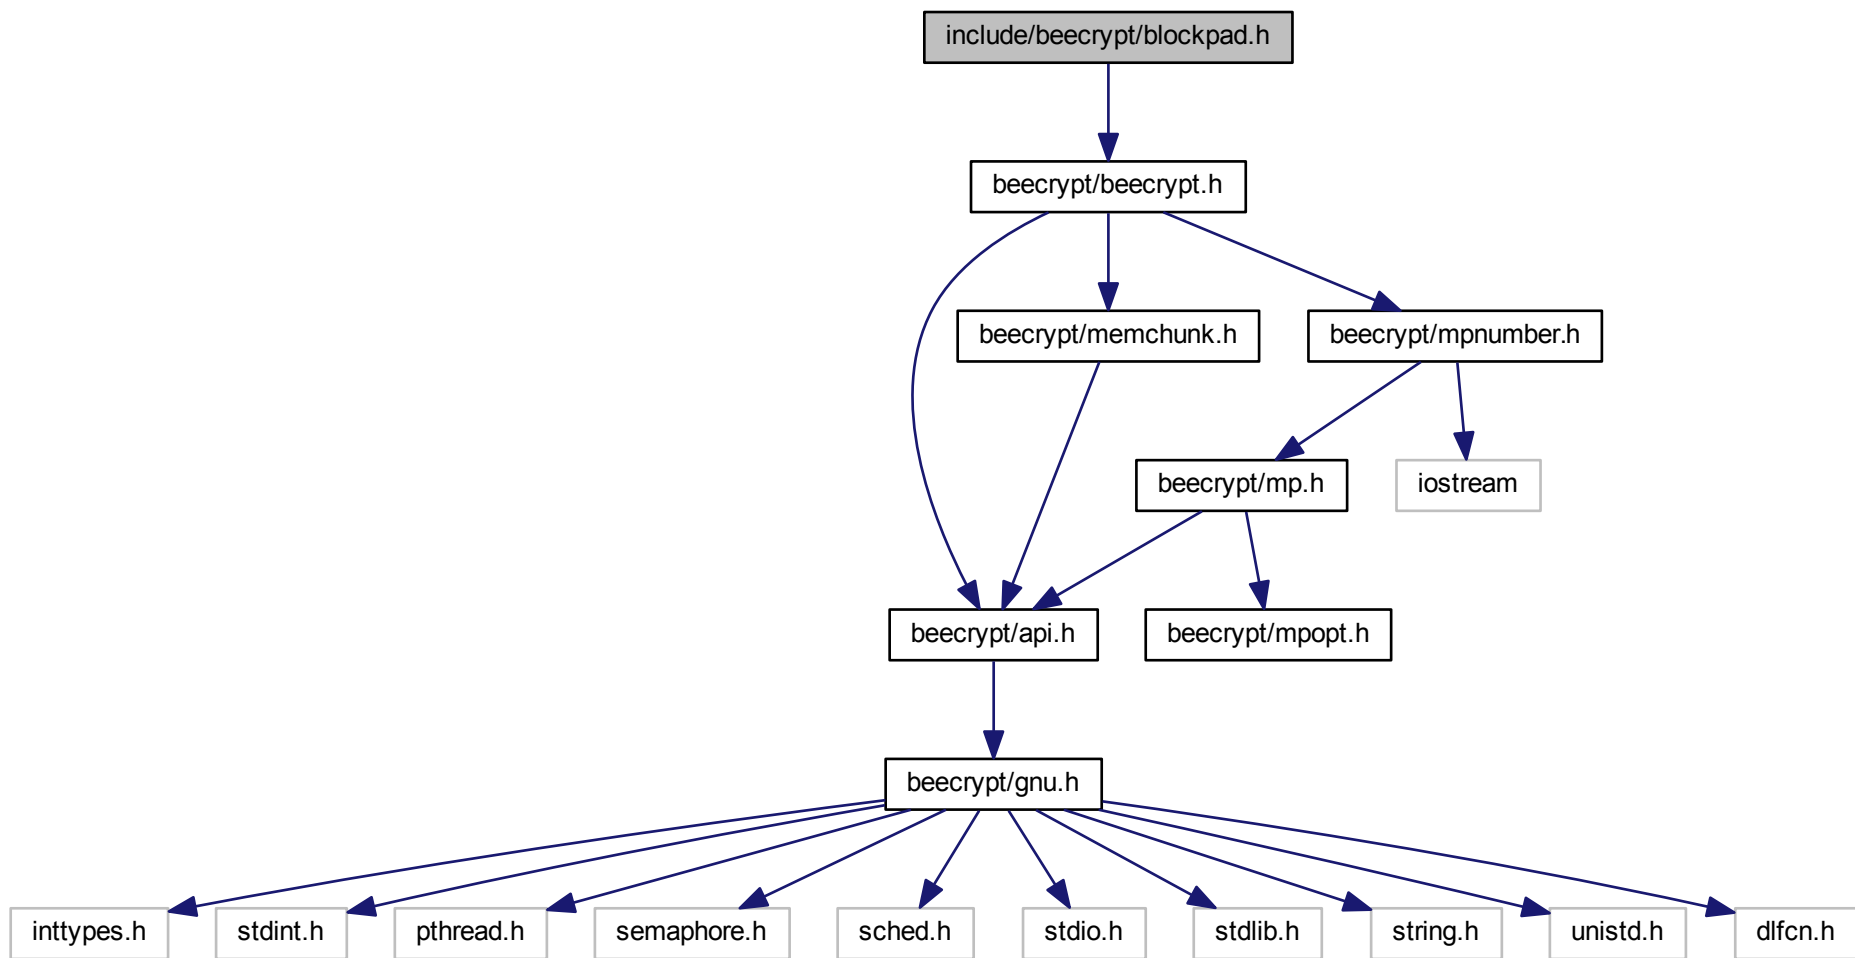 include/beecrypt/blockpad.h
beecrypt/beecrypt.h
beecrypt/memchunk.h
beecrypt/mpnumber.h
beecrypt/mp.h
iostream
beecrypt/api.h
beecrypt/mpopt.h
beecrypt/gnu.h
inttypes.h
stdint.h
pthread.h
semaphore.h
sched.h
stdio.h
stdlib.h
string.h
unistd.h
dlfcn.h